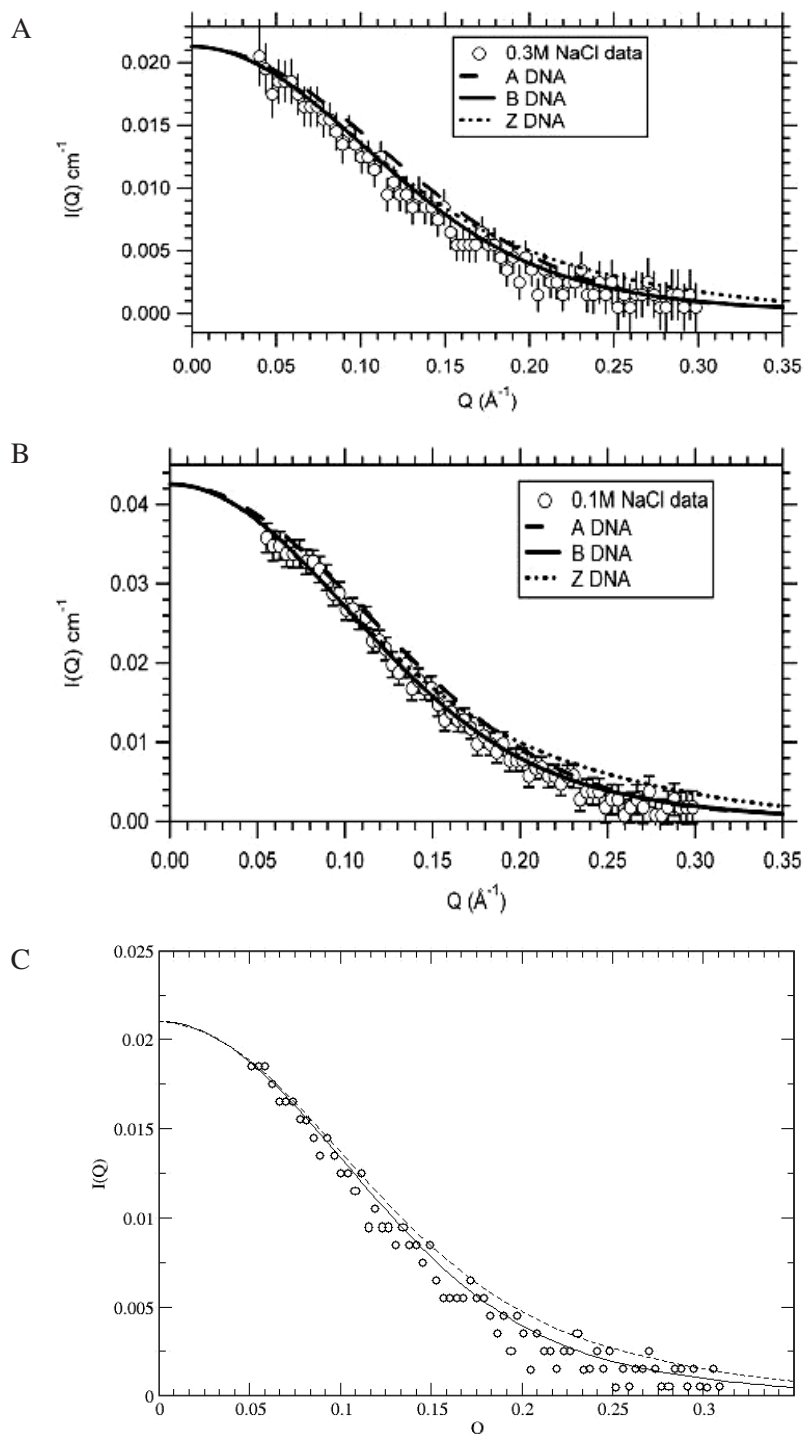 A
0.020
0.015
0.010
0.005
0.000
I(Q) cm⁻¹
0.3M NaCl data
A DNA
B DNA
Z DNA
0.00 0.05 0.10 0.15 0.20 0.25 0.30 0.35
Q (Å⁻¹)
B
0.04
0.03
0.02
0.01
0.00
I(Q) cm⁻¹
0.1M NaCl data
A DNA
B DNA
Z DNA
0.00 0.05 0.10 0.15 0.20 0.25 0.30 0.35
Q (Å⁻¹)
C
0.025
0.02
0.015
0.01
0.005
0
I(Q)
0 0.05 0.1 0.15 0.2 0.25 0.3
Q